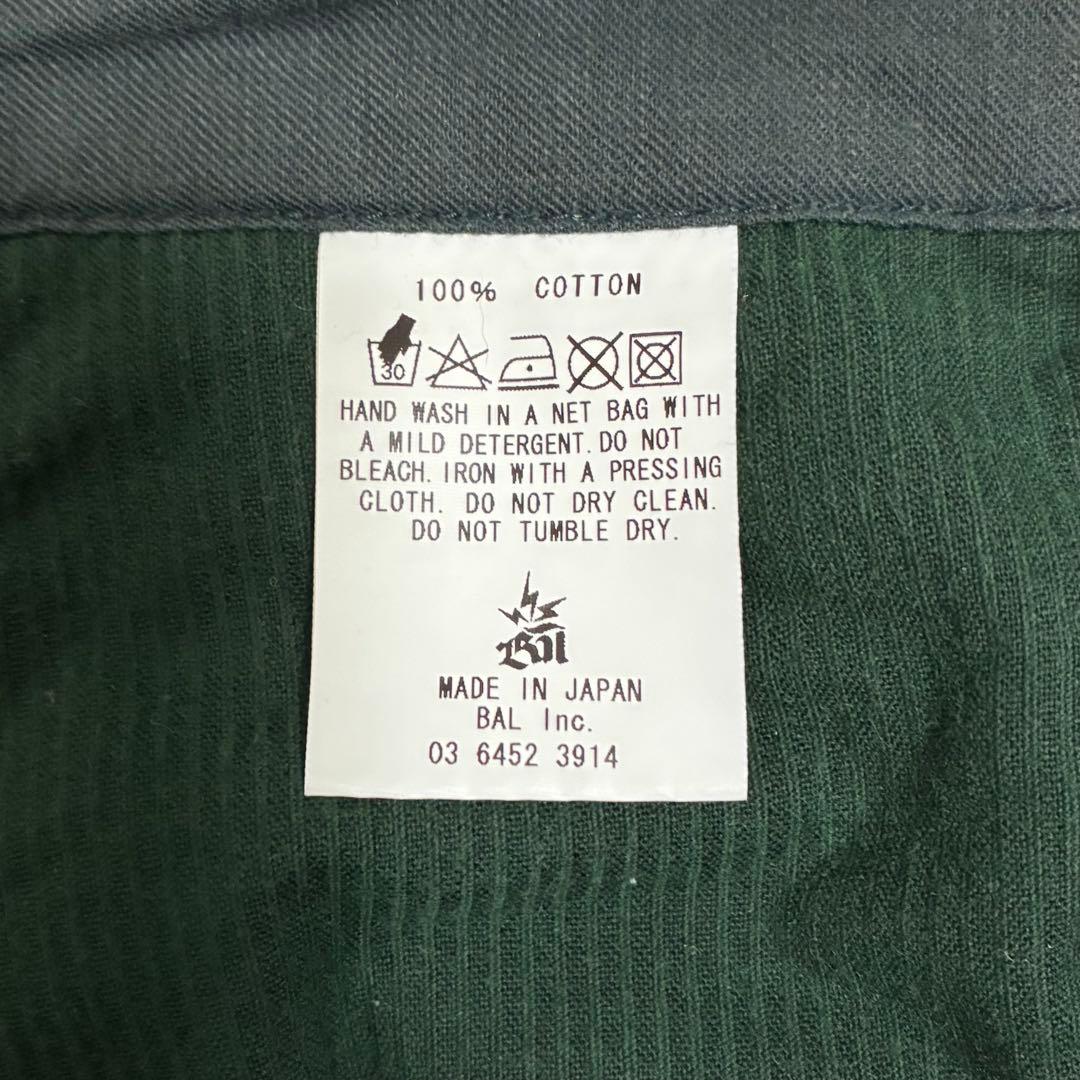 100% COTTON
30
HAND WASH IN A NET BAG WITH
A MILD DETERGENT. DO NOT
BLEACH. IRON WITH A PRESSING
CLOTH. DO NOT DRY CLEAN.
DO NOT TUMBLE DRY.
Bal
MADE IN JAPAN
BAL Inc.
03 6452 3914